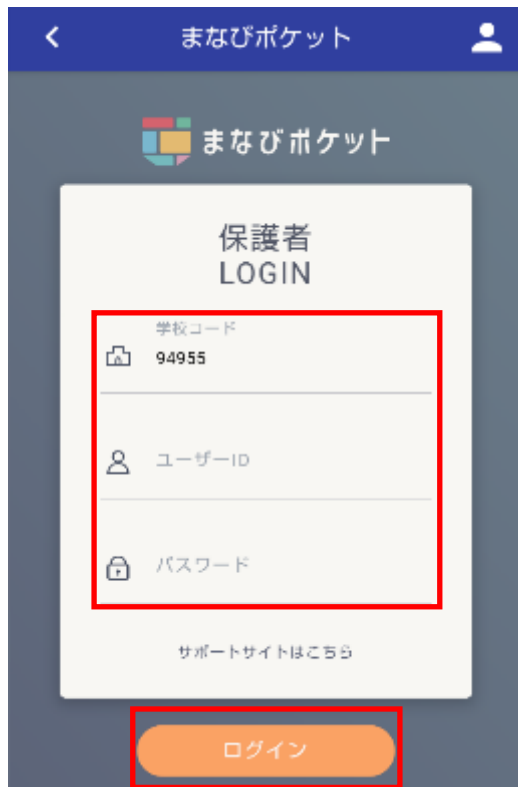 まなびポケット
まなびポケット
保護者
LOGIN
学校コード
94955
ユーザーID
パスワード
サポートサイトはこちら
ログイン